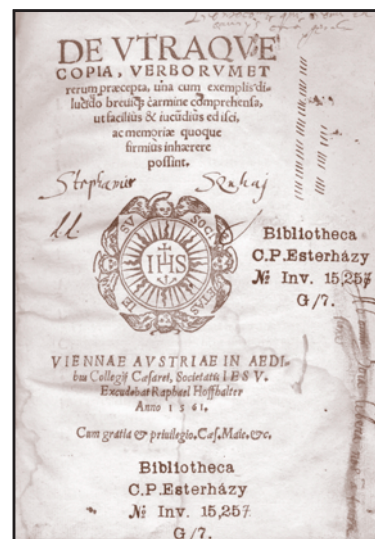 DE VTRAQVE
COPIA, VERBORVM ET
rerum præcepta, una cum exemplis di-
lucido breuiq́; carmine comprehensa,
ut facilius & iucũdius edisci,
ac memoriæ quoque
firmius inhærere
possint.
Stephanus
SOCIETAS IESV
IHS
Bibliotheca
C.P.Esterházy
№ Inv. 15,257
G/7.
VIENNAE AVSTRIAE IN AEDI-
bus Collegij Cæsarei, Societatis IESV.
Excudebat Raphael Hoffhalter
Anno 1561.
Cum gratia & priuilegio. Cæs. Maie. &c.
Bibliotheca
C.P.Esterházy
№ Inv. 15,257
G/7.